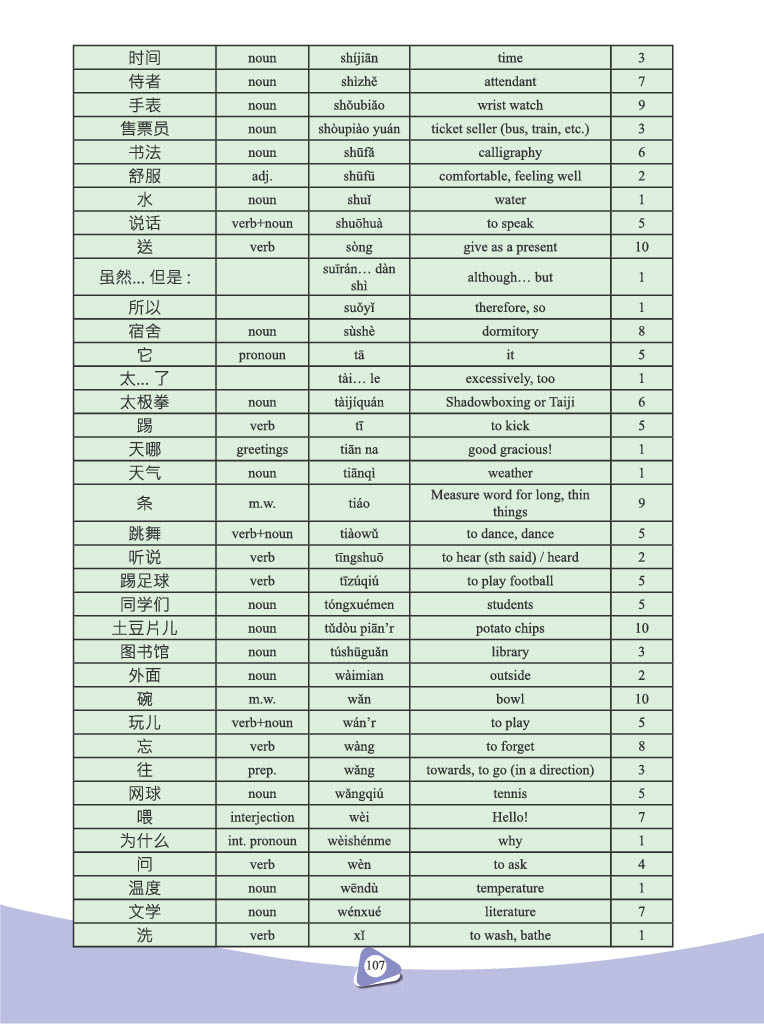 时间 noun shíjiān time 3
侍者 noun shìzhě attendant 7
手表 noun shǒubiǎo wrist watch 9
售票员 noun shòupiào yuán ticket seller (bus, train, etc.) 3
书法 noun shūfǎ calligraphy 6
舒服 adj. shūfú comfortable, feeling well 2
水 noun shuǐ water 1
说话 verb+noun shuōhuà to speak 5
送 verb sòng give as a present 10
虽然... 但是 : suīrán… dàn shì although… but 1
所以 suǒyǐ therefore, so 1
宿舍 noun sùshè dormitory 8
它 pronoun tā it 5
太... 了 tài… le excessively, too 1
太极拳 noun tàijíquán Shadowboxing or Taiji 6
踢 verb tī to kick 5
天哪 greetings tiān na good gracious! 1
天气 noun tiānqì weather 1
条 m.w. tiáo Measure word for long, thin things 9
跳舞 verb+noun tiàowǔ to dance, dance 5
听说 verb tīngshuō to hear (sth said) / heard 2
踢足球 verb tīzúqiú to play football 5
同学们 noun tóngxuémen students 5
土豆片儿 noun tǔdòu piān’r potato chips 10
图书馆 noun túshūguǎn library 3
外面 noun wàimian outside 2
碗 m.w. wǎn bowl 10
玩儿 verb+noun wán’r to play 5
忘 verb wàng to forget 8
往 prep. wǎng towards, to go (in a direction) 3
网球 noun wǎngqiú tennis 5
喂 interjection wèi Hello! 7
为什么 int. pronoun wèishénme why 1
问 verb wèn to ask 4
温度 noun wēndù temperature 1
文学 noun wénxué literature 7
洗 verb xǐ to wash, bathe 1
107